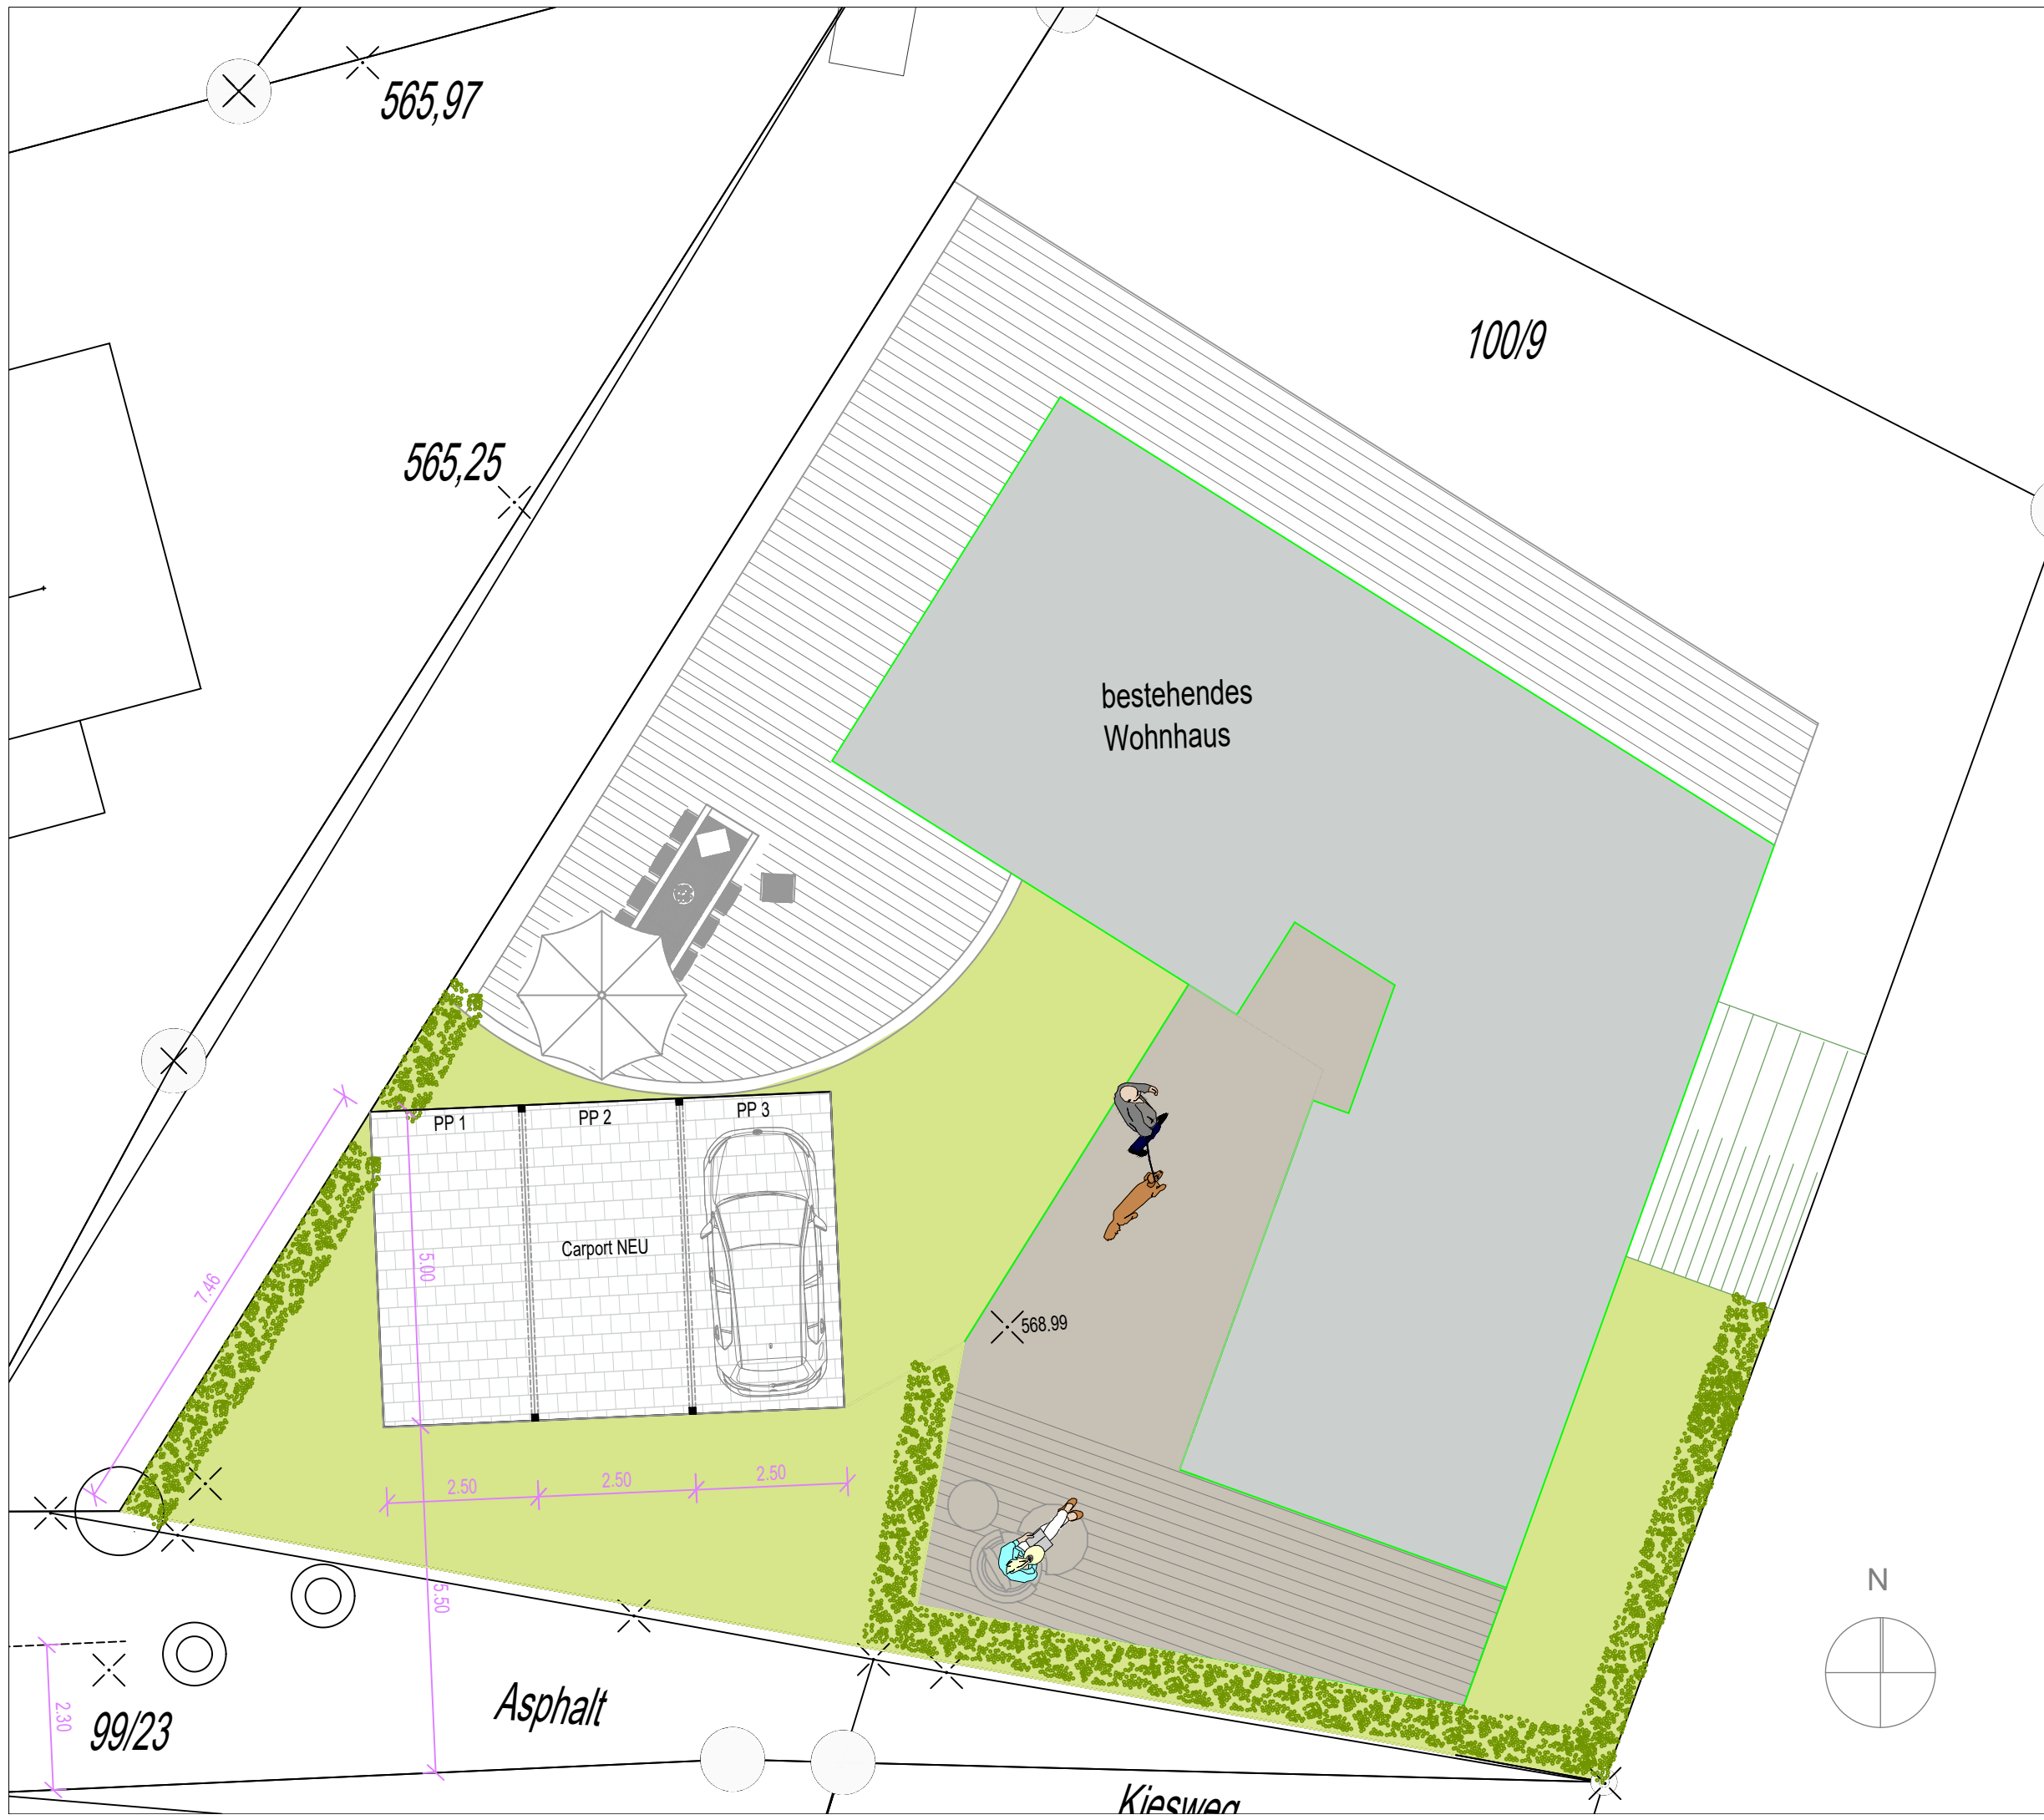 565,97
100/9
565,25
bestehendes
Wohnhaus
PP 1
PP 2
PP 3
Carport NEU
5.00
7.46
568.99
2.50
2.50
2.50
5.50
N
2.30
99/23
Asphalt
Kiesweg